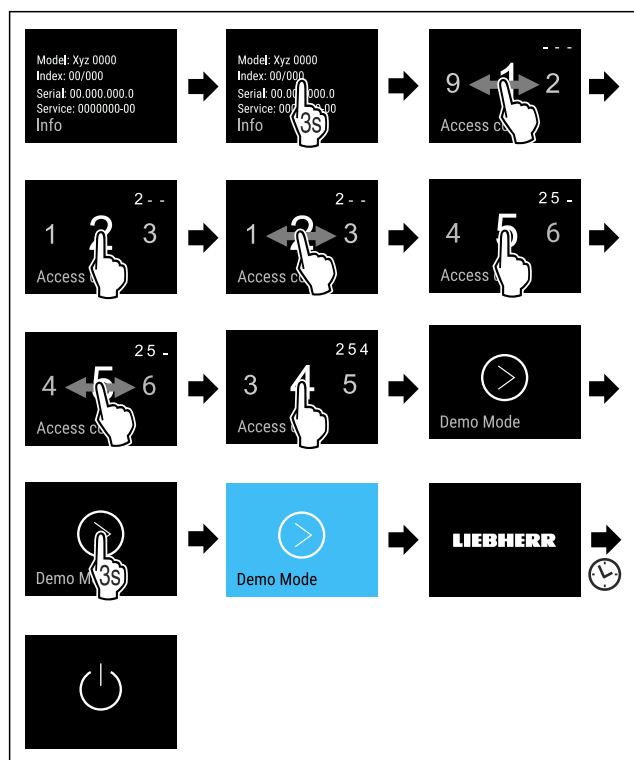 Model: Xyz 0000
Index: 00/000
Serial: 00.000.000.0
Service: 0000000-00
Info
Model: Xyz 0000
Index: 00/000
Serial: 00.000.0
Service: 00 -00
Info
3s
- - -
9 1 2
Access
2 - -
1 2 3
Access
2 - -
1 2 3
Access
2 5 -
4 5 6
Access
2 5 -
4 5 6
Access
2 5 4
3 4 5
Access
Demo Mode
Demo M
3s
Demo Mode
LIEBHERR